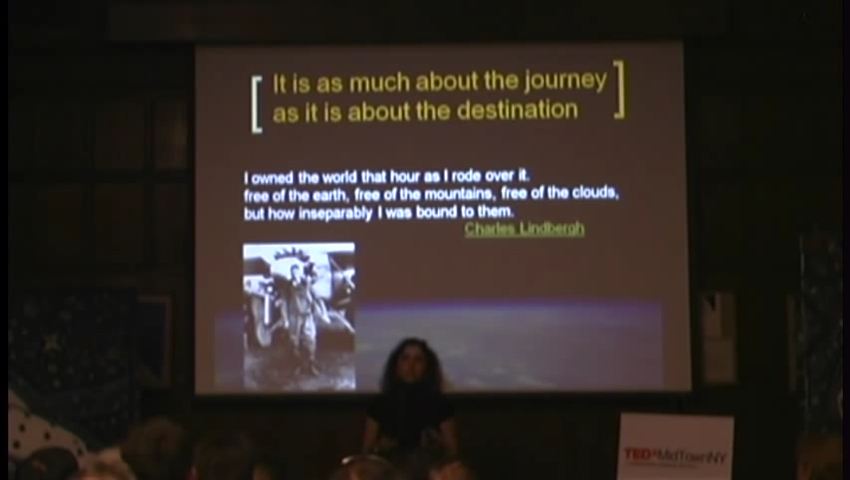 It is as much about the journey
as it is about the destination
I owned the world that hour as I rode over it.
free of the earth, free of the mountains, free of the clouds,
but how inseparably I was bound to them.
Charles Lindbergh
TEDxMidTownNY